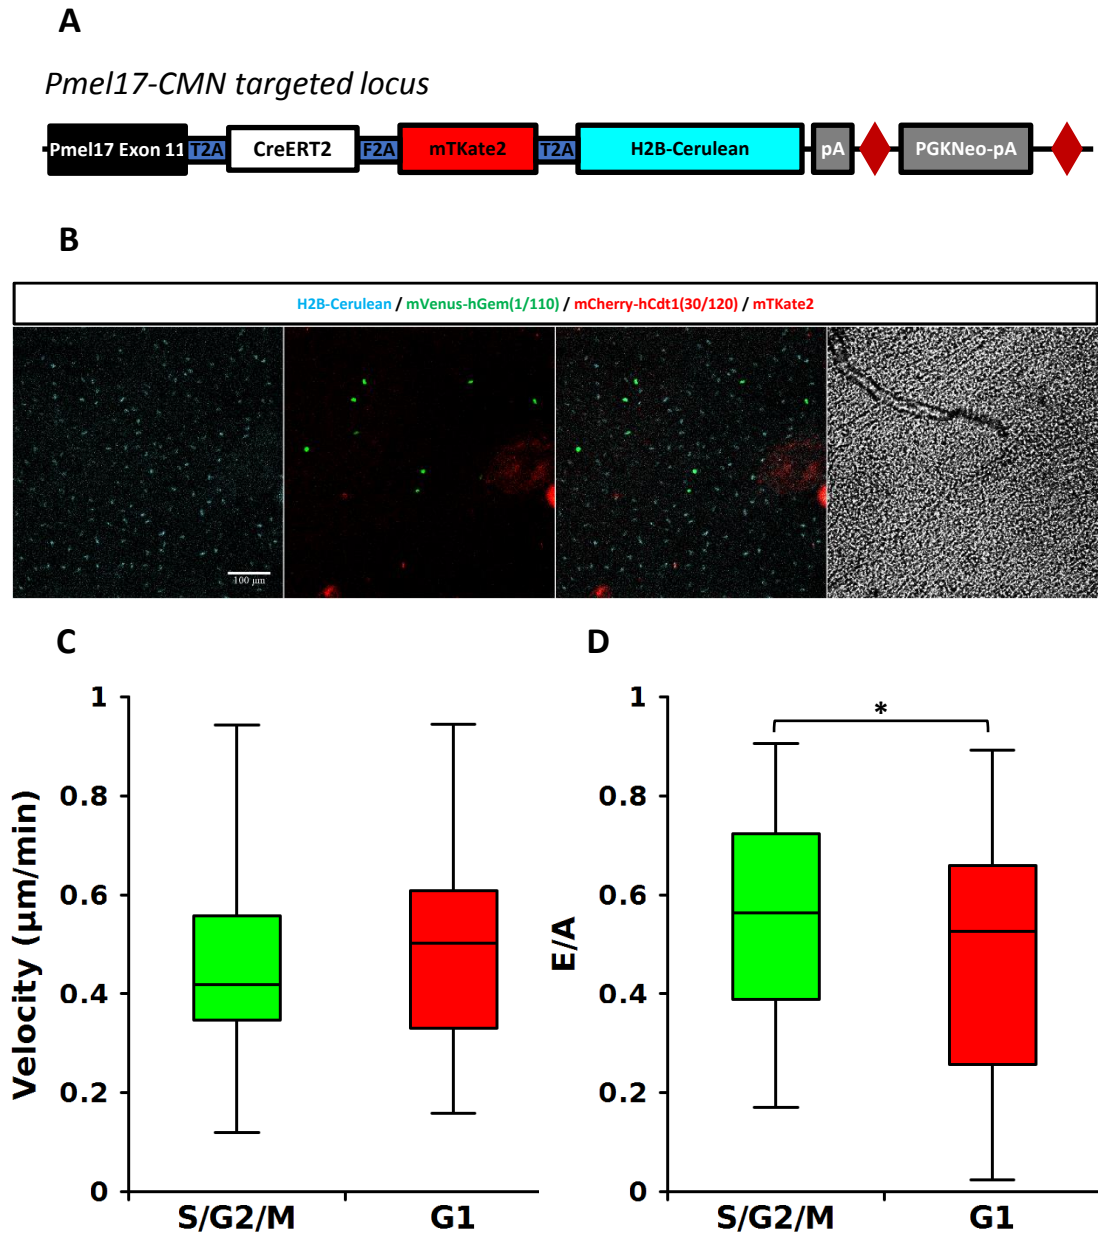 A
Pmel17-CMN targeted locus
Pmel17 Exon 11 T2A CreERT2 F2A mTKate2 T2A H2B-Cerulean pA PGKNeo-pA
B
H2B-Cerulean / mVenus-hGem(1/110) / mCherry-hCdt1(30/120) / mTKate2
100 µm
C
Velocity (µm/min)
1
0.8
0.6
0.4
0.2
0
S/G2/M G1
D
E/A
1
0.8
0.6
0.4
0.2
0
*
S/G2/M G1